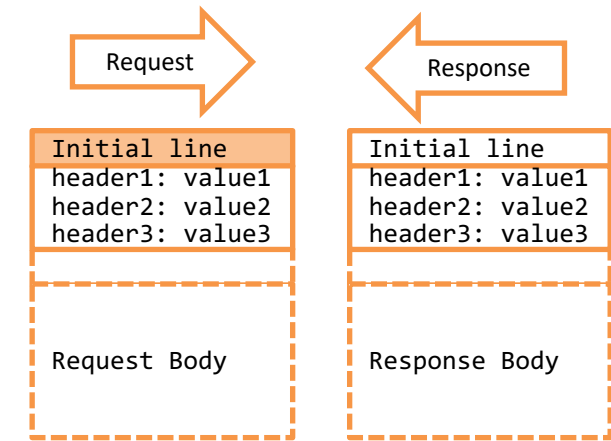 Request
Response
Initial line
header1: value1
header2: value2
header3: value3
Request Body
Initial line
header1: value1
header2: value2
header3: value3
Response Body